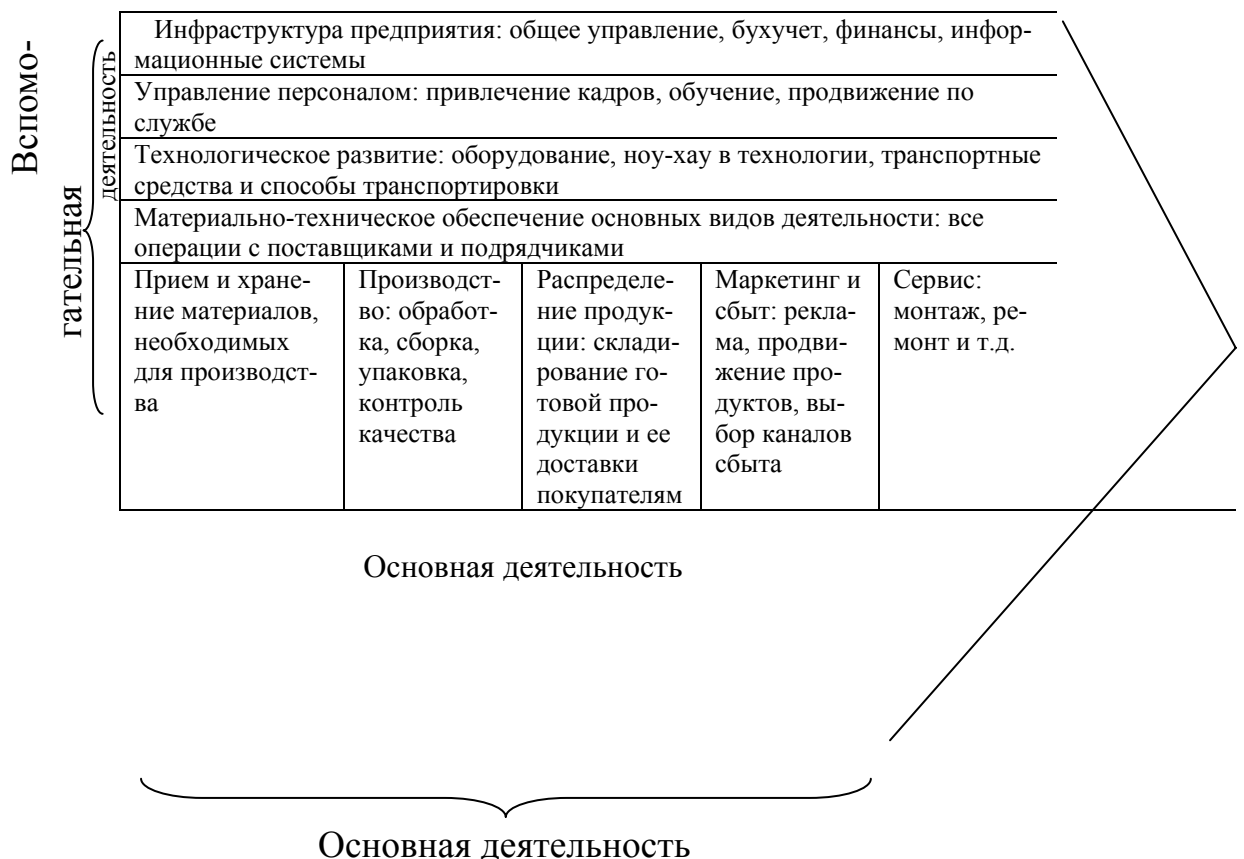 Вспомо-
гательная
деятельность
Инфраструктура предприятия: общее управление, бухучет, финансы, инфор-
мационные системы
Управление персоналом: привлечение кадров, обучение, продвижение по
службе
Технологическое развитие: оборудование, ноу-хау в технологии, транспортные
средства и способы транспортировки
Материально-техническое обеспечение основных видов деятельности: все
операции с поставщиками и подрядчиками
Прием и хране-
ние материалов,
необходимых
для производст-
ва
Производст-
во: обработ-
ка, сборка,
упаковка,
контроль
качества
Распределе-
ние продук-
ции: склади-
рование го-
товой про-
дукции и ее
доставки
покупателям
Маркетинг и
сбыт: рекла-
ма, продви-
жение про-
дуктов, вы-
бор каналов
сбыта
Сервис:
монтаж, ре-
монт и т.д.
Основная деятельность
Основная деятельность